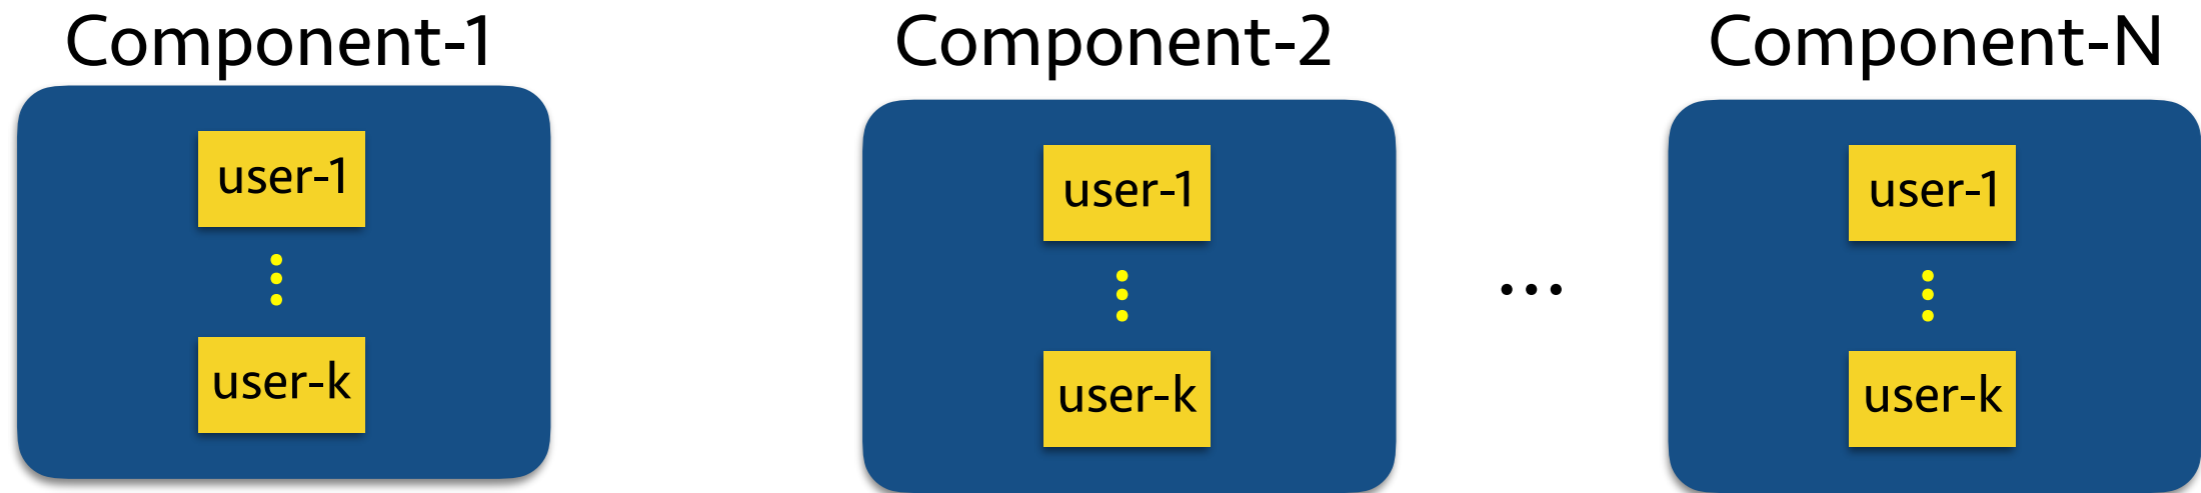 Component-1
Component-2
Component-N
user-1
user-k
user-1
user-k
...
user-1
user-k